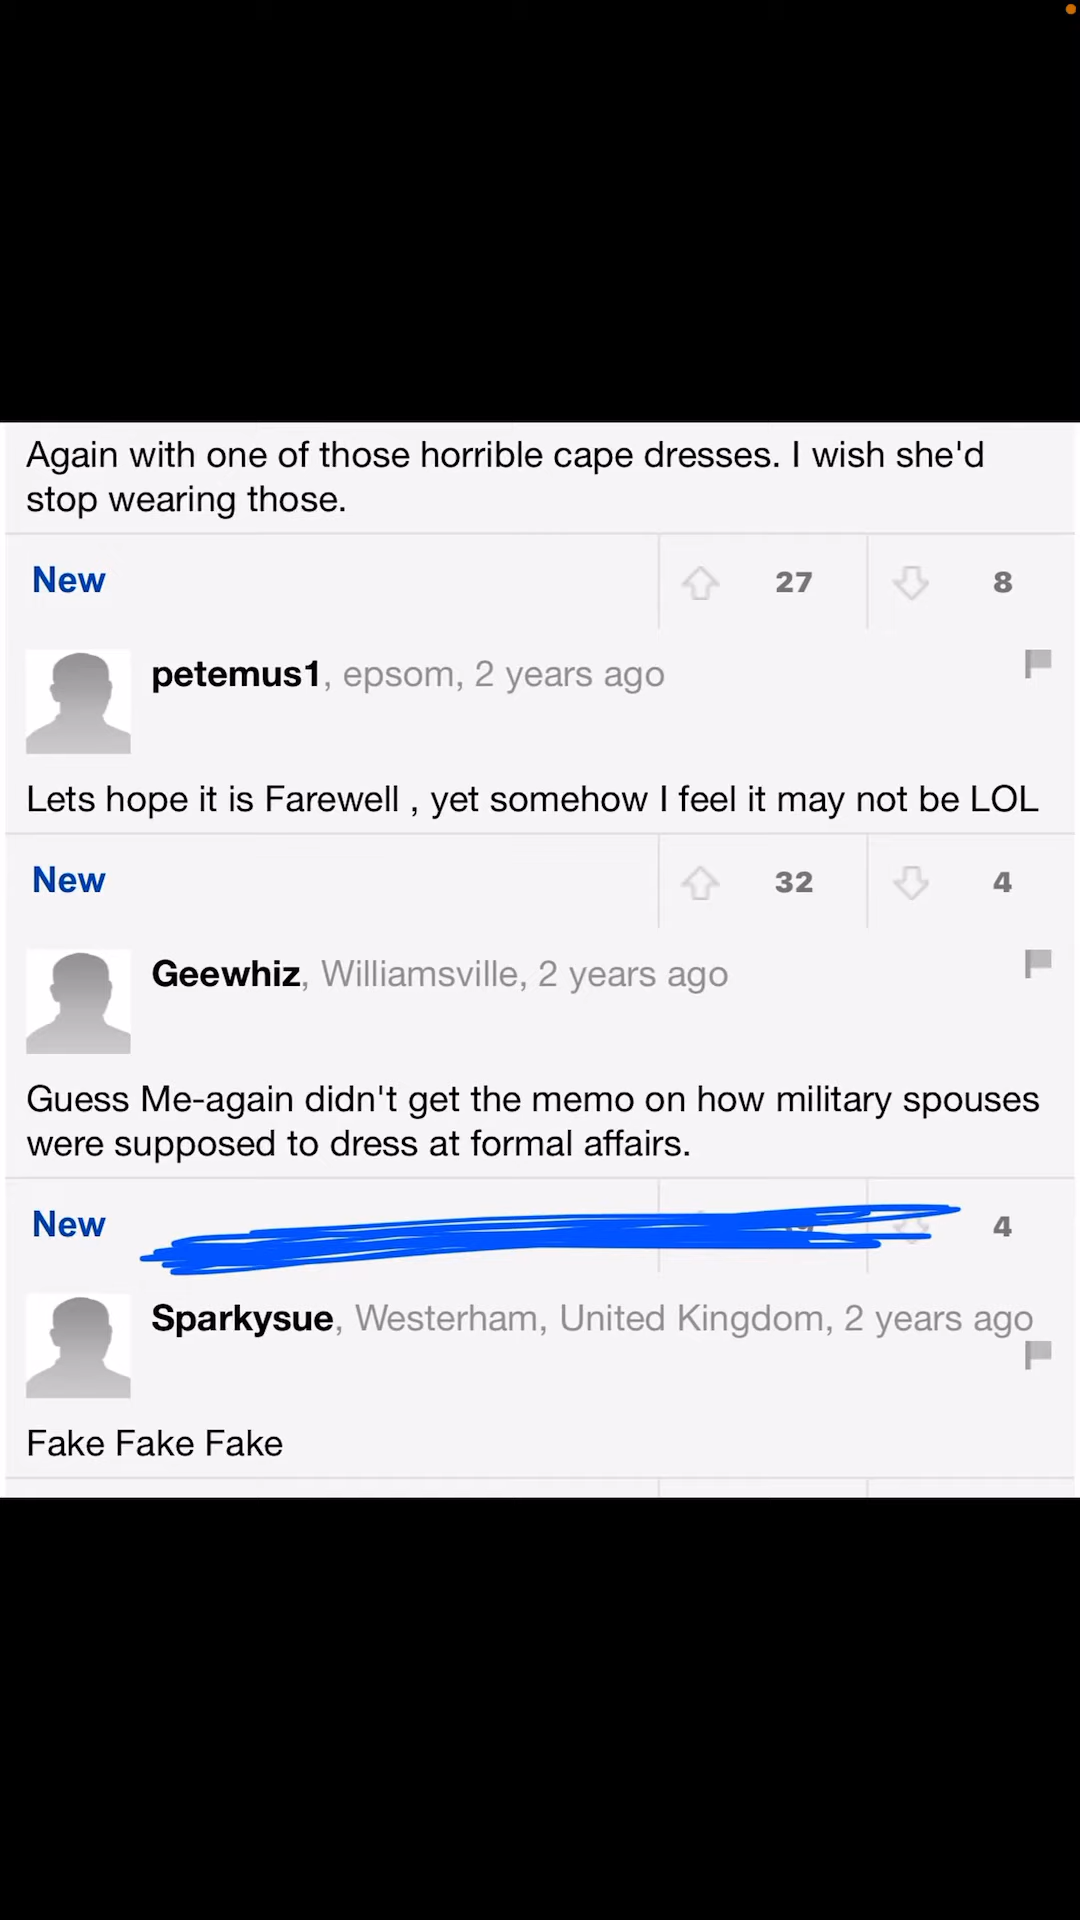 Again with one of those horrible cape dresses. I wish she'd
stop wearing those.
New 27 8
petemus1, epsom, 2 years ago
Lets hope it is Farewell , yet somehow I feel it may not be LOL
New 32 4
Geewhiz, Williamsville, 2 years ago
Guess Me-again didn't get the memo on how military spouses
were supposed to dress at formal affairs.
New 4
Sparkysue, Westerham, United Kingdom, 2 years ago
Fake Fake Fake